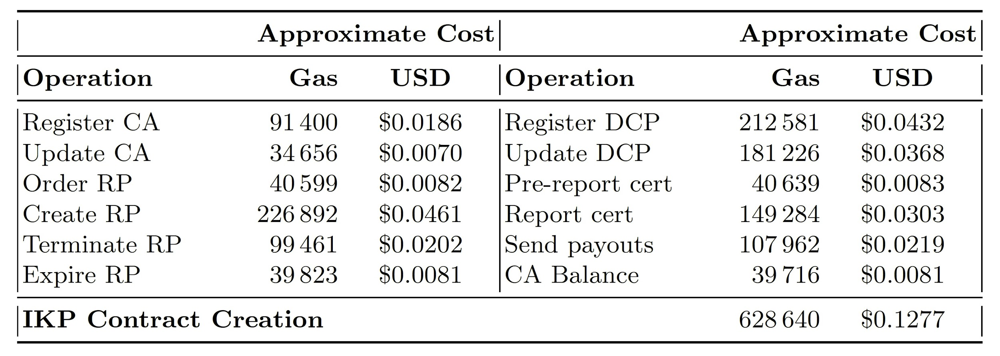 Approximate Cost Approximate Cost
Operation Gas USD Operation Gas USD
Register CA 91 400 $0.0186 Register DCP 212 581 $0.0432
Update CA 34 656 $0.0070 Update DCP 181 226 $0.0368
Order RP 40 599 $0.0082 Pre-report cert 40 639 $0.0083
Create RP 226 892 $0.0461 Report cert 149 284 $0.0303
Terminate RP 99 461 $0.0202 Send payouts 107 962 $0.0219
Expire RP 39 823 $0.0081 CA Balance 39 716 $0.0081
IKP Contract Creation 628 640 $0.1277